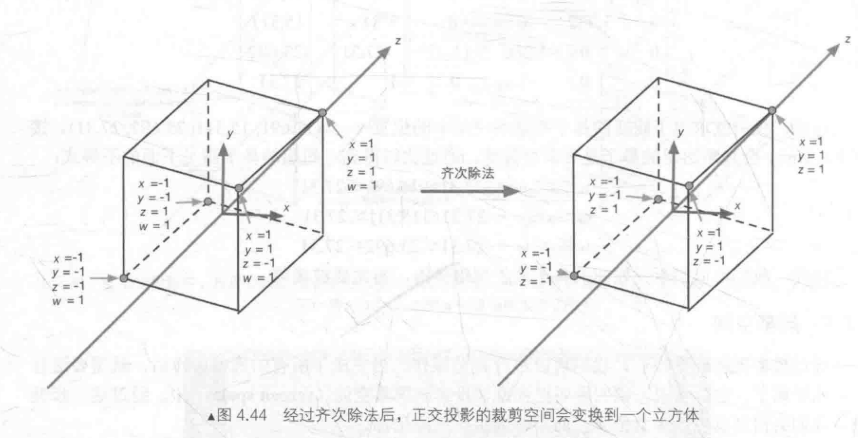 z
x =1
y =1
z =1
w =1
x =-1
y =-1
z =1
w =1
x
x =1
y =1
z =-1
w =1
x =-1
y =-1
z =-1
w =1
齐次除法
z
x =1
y =1
z =1
y
x
x =-1
y =-1
z =1
x =1
y =1
z =-1
x =-1
y =-1
z =-1
▲图 4.44 经过齐次除法后，正交投影的裁剪空间会变换到一个立方体